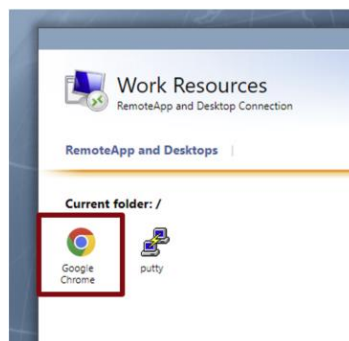 Work Resources
RemoteApp and Desktop Connection
RemoteApp and Desktops
Current folder: /
Google
Chrome
putty